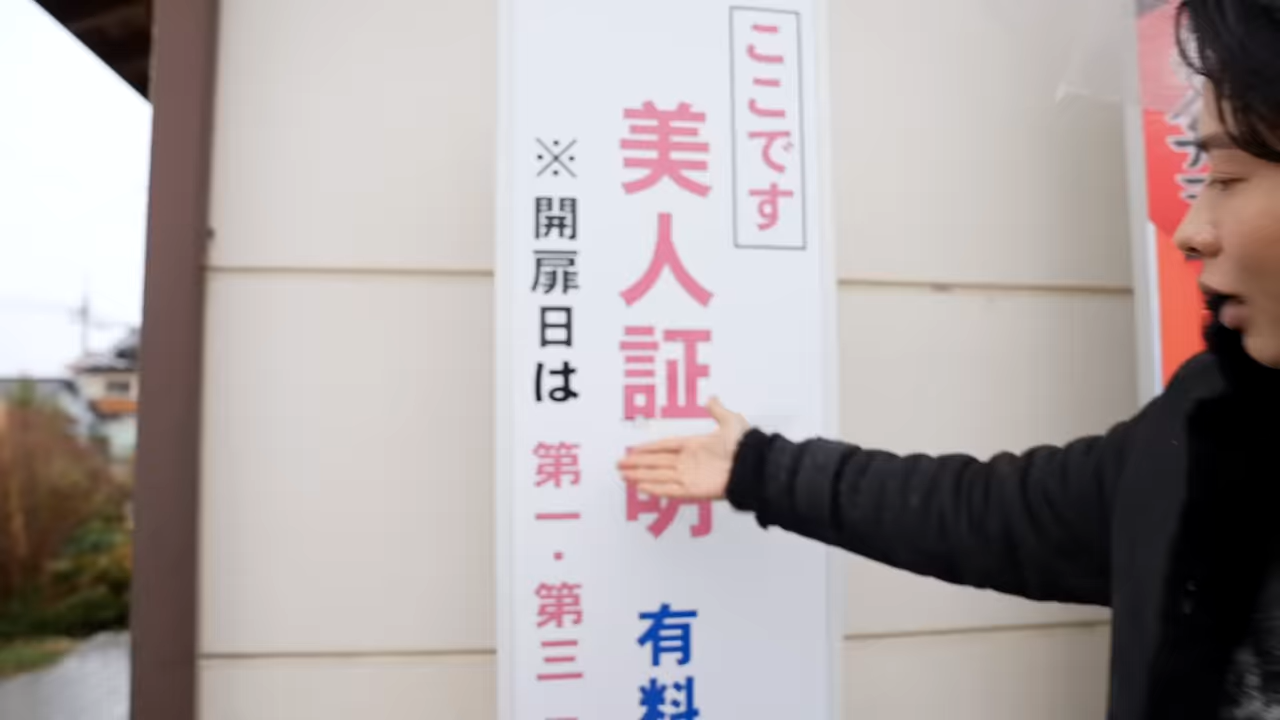 ここです
美人証明 有料
※開扉日は 第一・第三